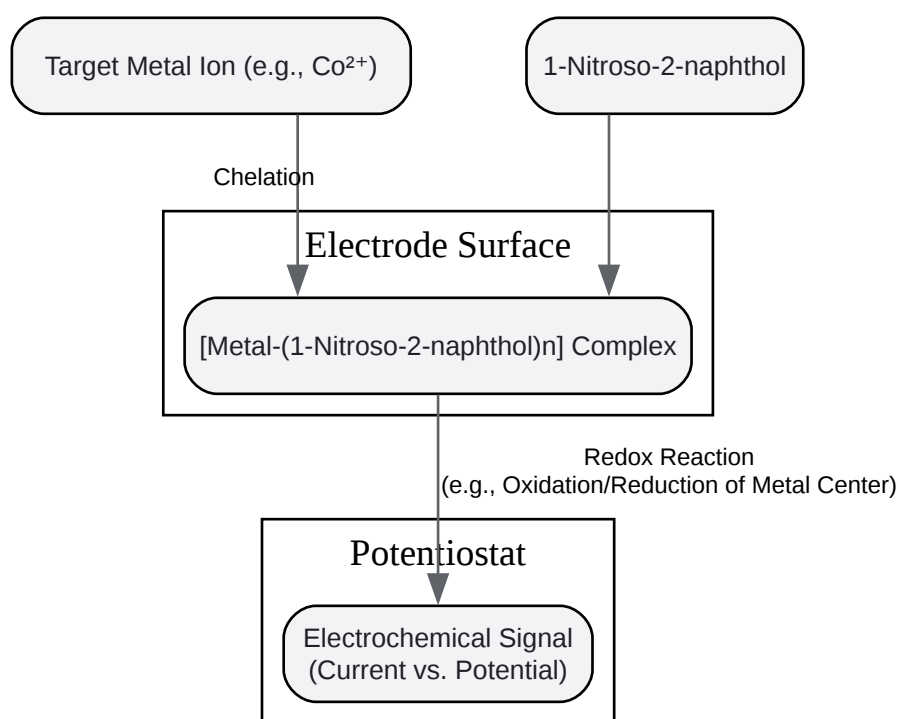 Target Metal Ion (e.g., Co²⁺)
1-Nitroso-2-naphthol
Chelation
Electrode Surface
[Metal-(1-Nitroso-2-naphthol)n] Complex
Redox Reaction
(e.g., Oxidation/Reduction of Metal Center)
Potentiostat
Electrochemical Signal
(Current vs. Potential)